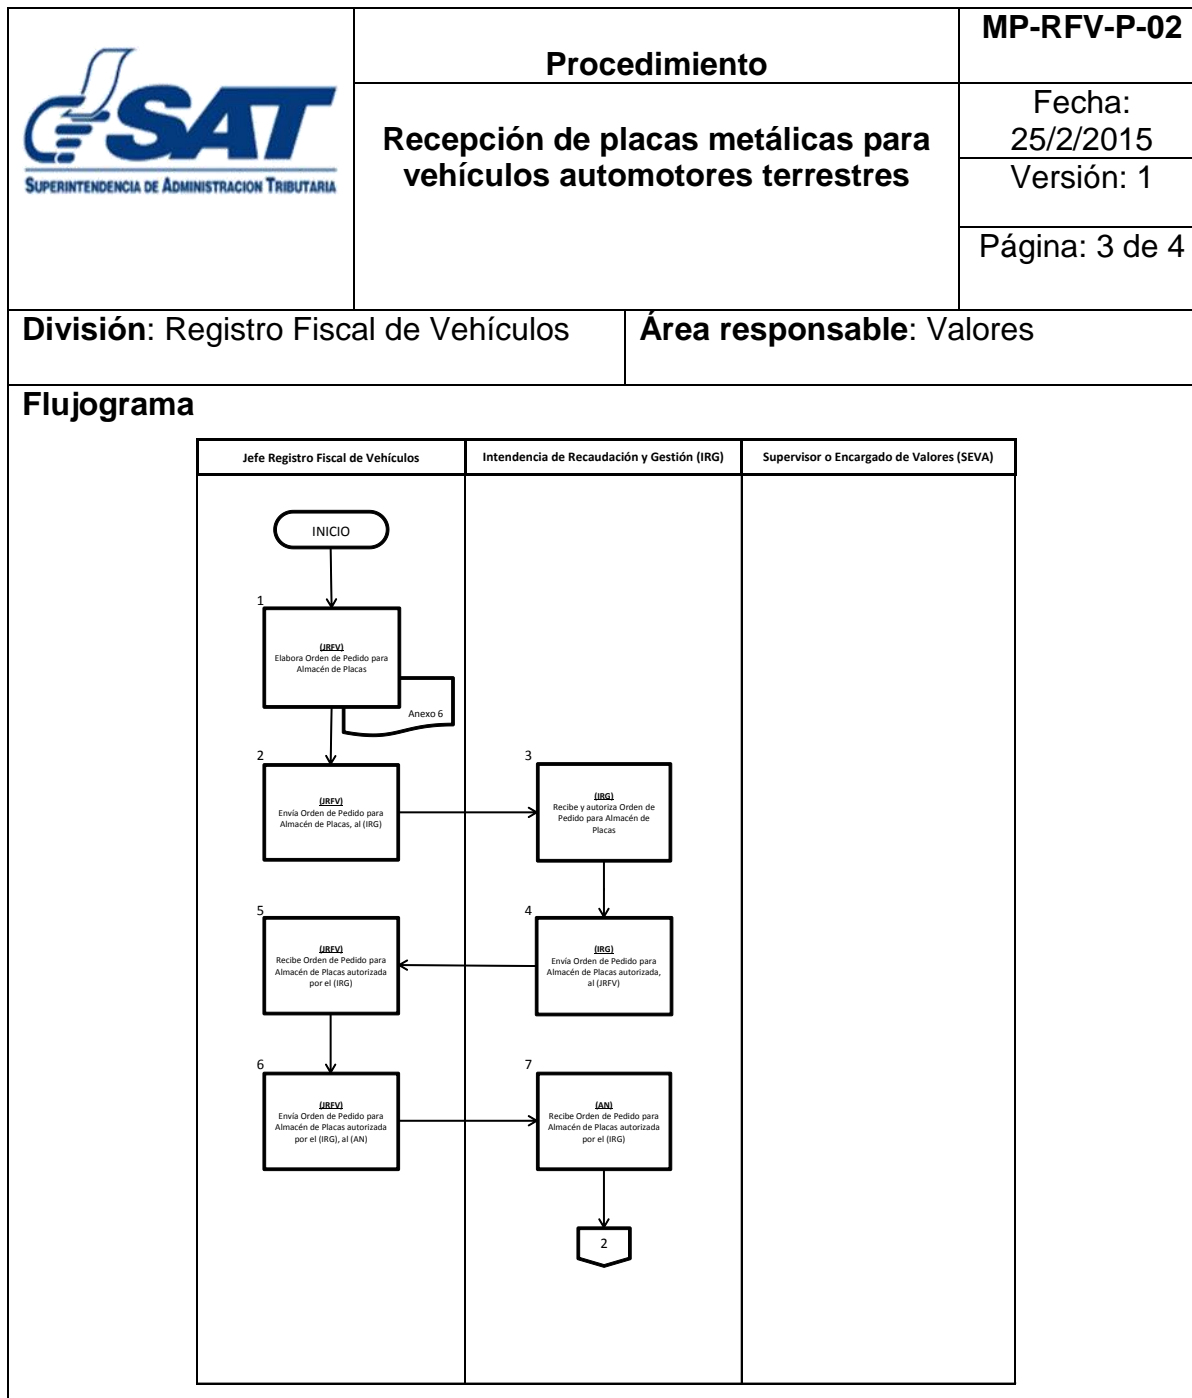 SAT
SUPERINTENDENCIA DE ADMINISTRACION TRIBUTARIA
Procedimiento
Recepción de placas metálicas para
vehículos automotores terrestres
MP-RFV-P-02
Fecha:
25/2/2015
Versión: 1
Página: 3 de 4
División: Registro Fiscal de Vehículos
Área responsable: Valores
Flujograma
Jefe Registro Fiscal de Vehículos
Intendencia de Recaudación y Gestión (IRG)
Supervisor o Encargado de Valores (SEVA)
INICIO
1
(JRFV)
Elabora Orden de Pedido para
Almacén de Placas
Anexo 6
2
(JRFV)
Envía Orden de Pedido para
Almacén de Placas, al (IRG)
3
(IRG)
Recibe y autoriza Orden de
Pedido para Almacén de
Placas
4
(IRG)
Envía Orden de Pedido para
Almacén de Placas autorizada,
al (JRFV)
5
(JRFV)
Recibe Orden de Pedido para
Almacén de Placas autorizada
por el (IRG)
6
(JRFV)
Envía Orden de Pedido para
Almacén de Placas autorizada
por el (IRG), al (AN)
7
(AN)
Recibe Orden de Pedido para
Almacén de Placas autorizada
por el (IRG)
2